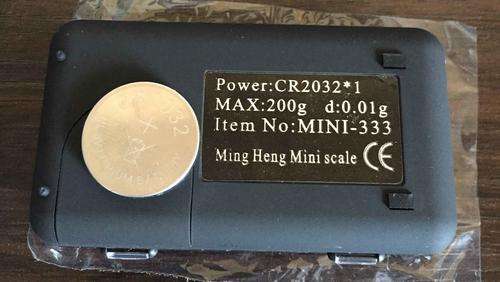 Power:CR2032*1
MAX:200g d:0.01g
Item No:MINI-333
Ming Heng Mini scale CE